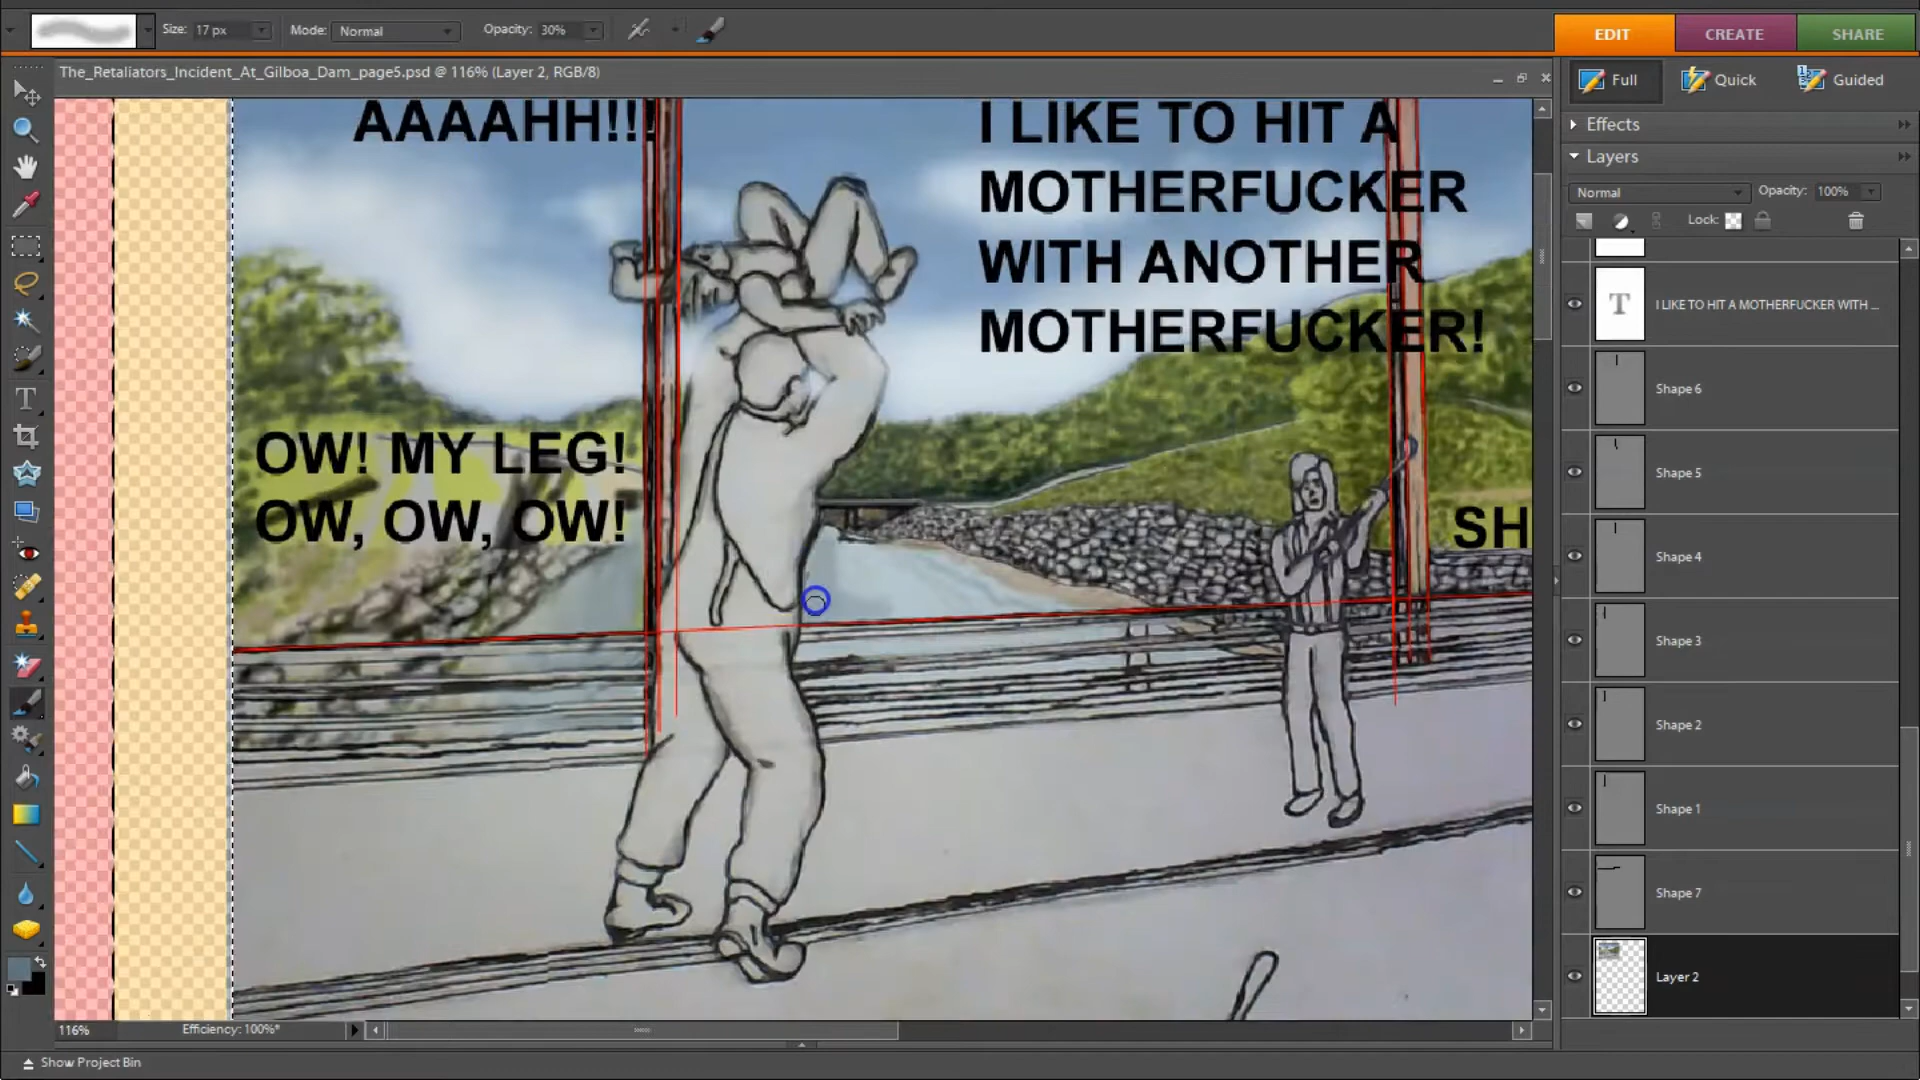 Size: 17 px Mode: Normal Opacity: 30%
EDIT CREATE SHARE
The_Retaliators_Incident_At_Gilboa_Dam_page5.psd @ 116% (Layer 2, RGB/8)
Full Quick Guided
Effects
Layers
Normal Opacity: 100%
Lock:
AAAAHH!!!
I LIKE TO HIT A
MOTHERFUCKER
WITH ANOTHER
MOTHERFUCKER!
OW! MY LEG!
OW, OW, OW!
SH
T
I LIKE TO HIT A MOTHERFUCKER WITH ...
Shape 6
Shape 5
Shape 4
Shape 3
Shape 2
Shape 1
Shape 7
Layer 2
116% Efficiency: 100%*
Show Project Bin